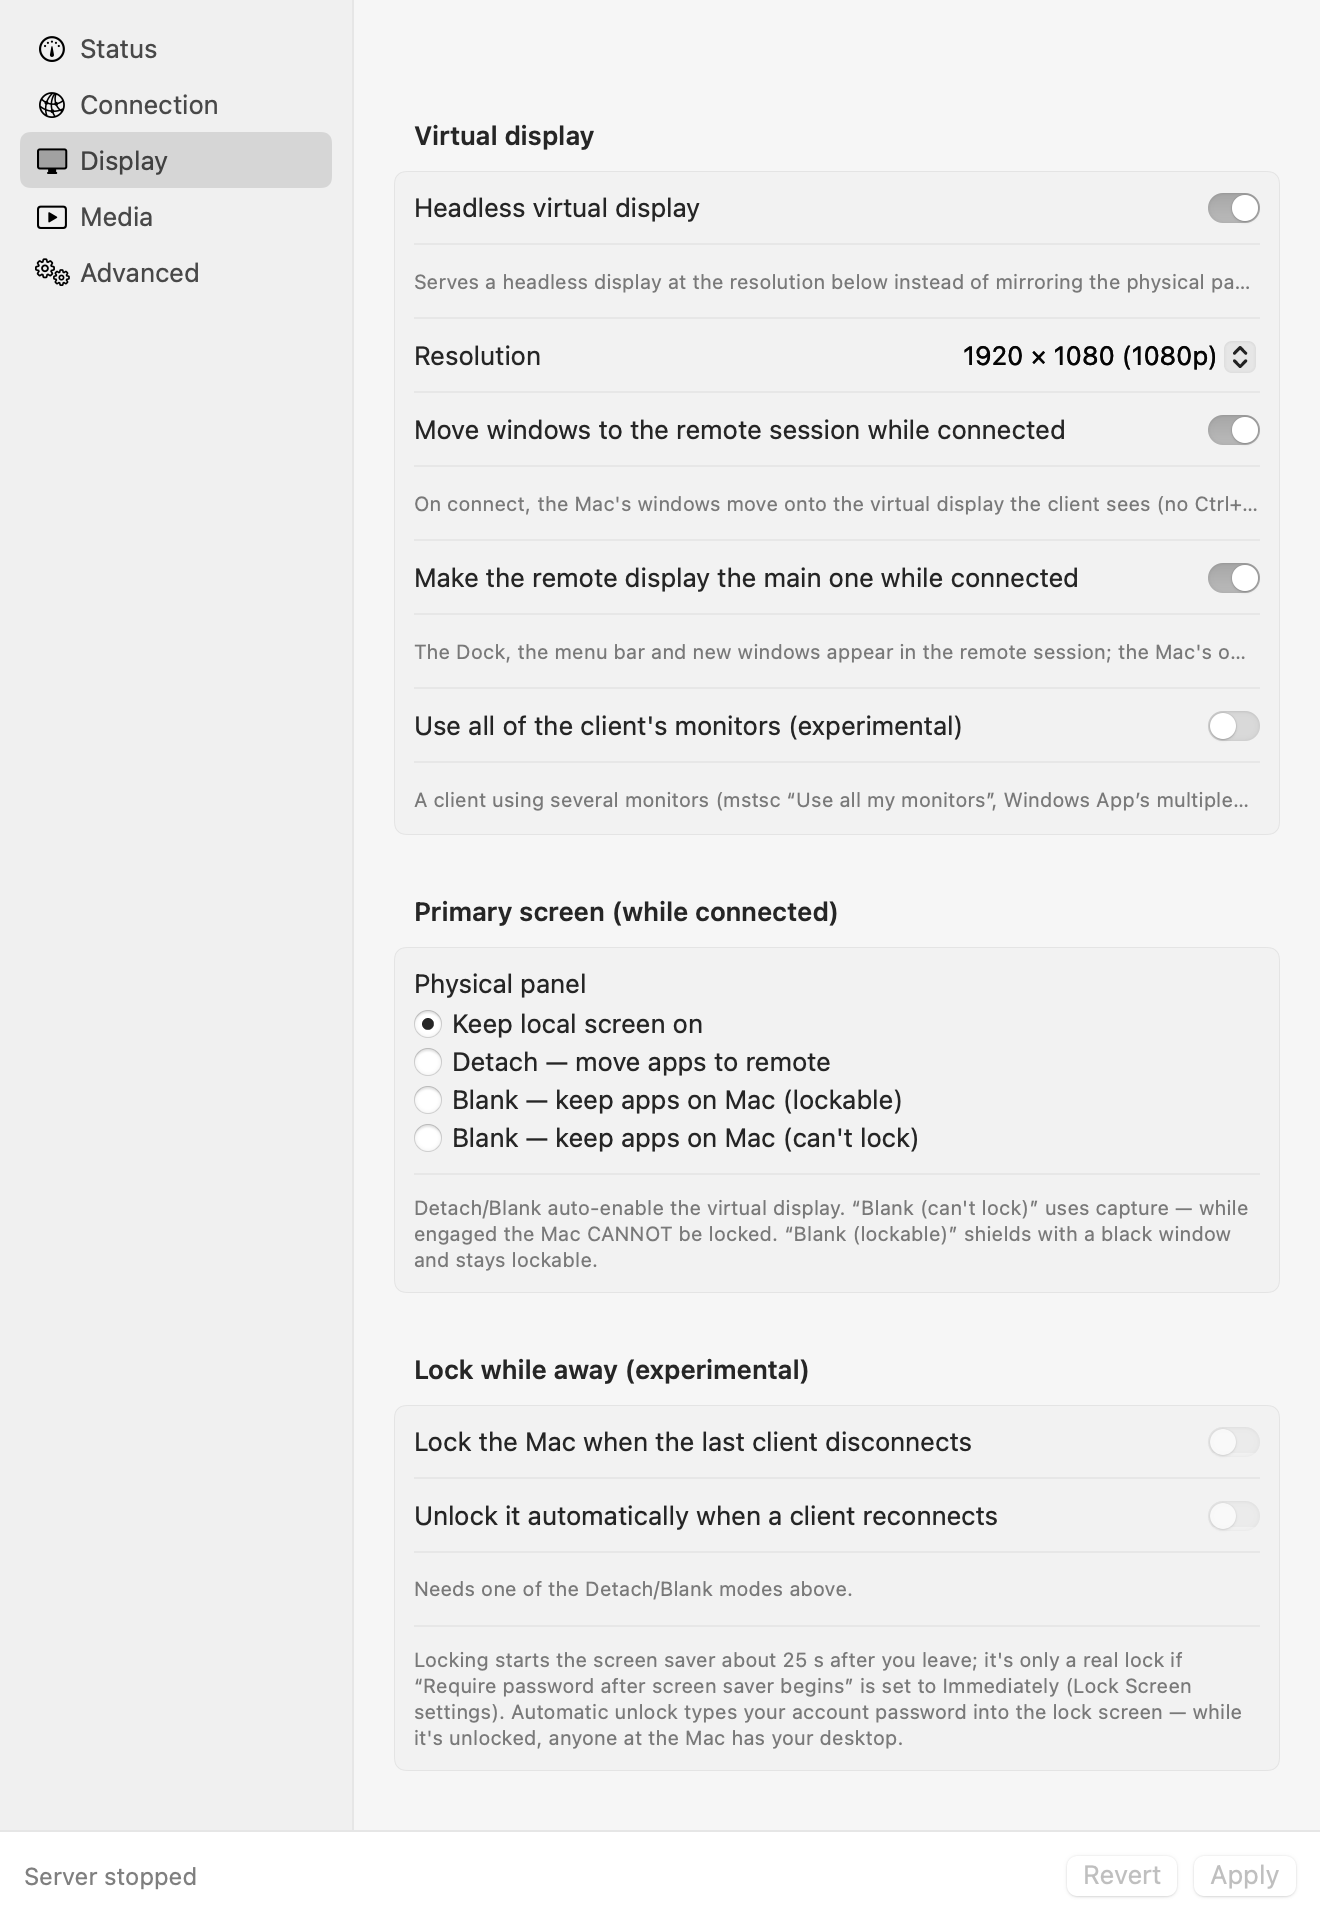 Status
Connection
Display
Media
Advanced
Virtual display
Headless virtual display
Serves a headless display at the resolution below instead of mirroring the physical pa...
Resolution
1920 × 1080 (1080p)
Move windows to the remote session while connected
On connect, the Mac's windows move onto the virtual display the client sees (no Ctrl+...
Make the remote display the main one while connected
The Dock, the menu bar and new windows appear in the remote session; the Mac's o...
Use all of the client's monitors (experimental)
A client using several monitors (mstsc “Use all my monitors”, Windows App’s multiple...
Primary screen (while connected)
Physical panel
Keep local screen on
Detach — move apps to remote
Blank — keep apps on Mac (lockable)
Blank — keep apps on Mac (can't lock)
Detach/Blank auto-enable the virtual display. “Blank (can't lock)” uses capture — while
engaged the Mac CANNOT be locked. “Blank (lockable)” shields with a black window
and stays lockable.
Lock while away (experimental)
Lock the Mac when the last client disconnects
Unlock it automatically when a client reconnects
Needs one of the Detach/Blank modes above.
Locking starts the screen saver about 25 s after you leave; it's only a real lock if
“Require password after screen saver begins” is set to Immediately (Lock Screen
settings). Automatic unlock types your account password into the lock screen — while
it's unlocked, anyone at the Mac has your desktop.
Server stopped
Revert
Apply